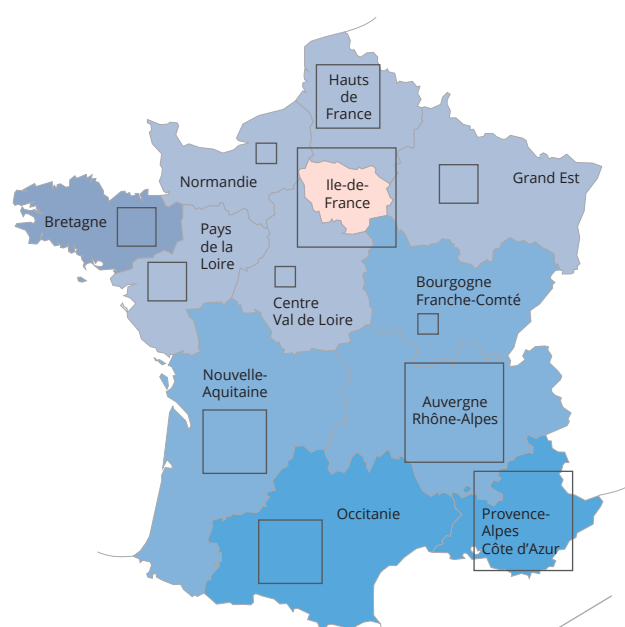 Hauts
de
France
Normandie
Ile-de-
France
Grand Est
Bretagne
Pays
de la
Loire
Centre
Val de Loire
Bourgogne
Franche-Comté
Nouvelle-
Aquitaine
Auvergne
Rhône-Alpes
Occitanie
Provence-
Alpes
Côte d’Azur